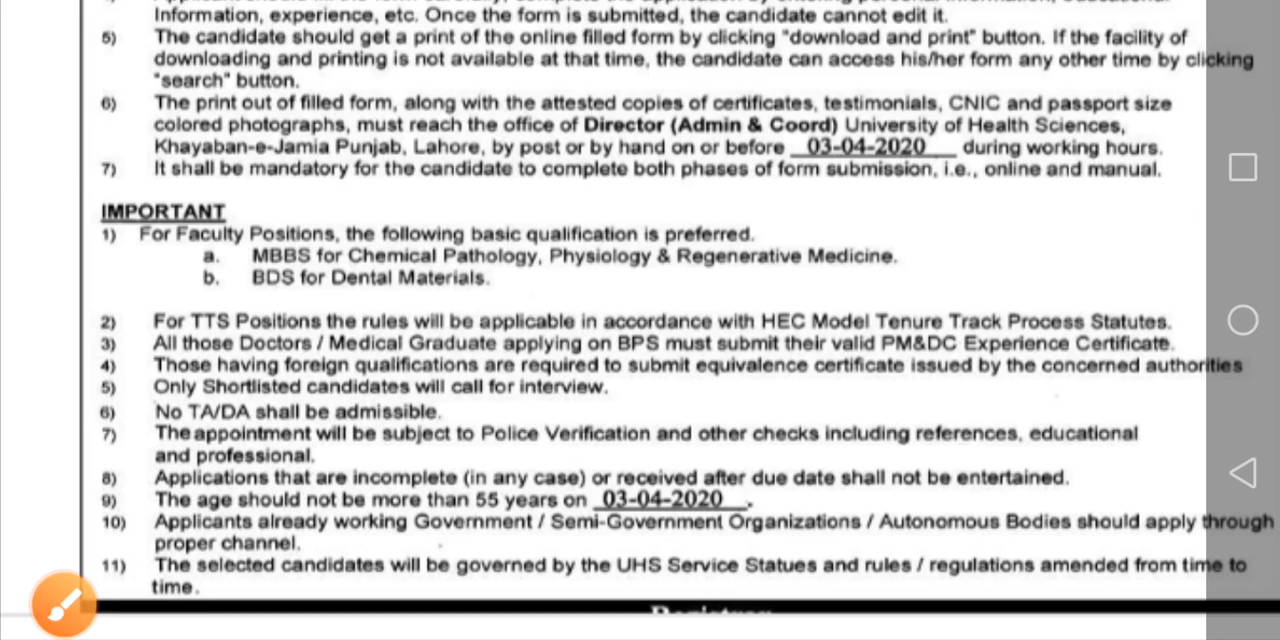 Information, experience, etc. Once the form is submitted, the candidate cannot edit it.
5) The candidate should get a print of the online filled form by clicking "download and print" button. If the facility of
downloading and printing is not available at that time, the candidate can access his/her form any other time by clicking
"search" button.
6) The print out of filled form, along with the attested copies of certificates, testimonials, CNIC and passport size
colored photographs, must reach the office of Director (Admin & Coord) University of Health Sciences,
Khayaban-e-Jamia Punjab, Lahore, by post or by hand on or before 03-04-2020 during working hours.
7) It shall be mandatory for the candidate to complete both phases of form submission, i.e., online and manual.
IMPORTANT
1) For Faculty Positions, the following basic qualification is preferred.
a. MBBS for Chemical Pathology, Physiology & Regenerative Medicine.
b. BDS for Dental Materials.
2) For TTS Positions the rules will be applicable in accordance with HEC Model Tenure Track Process Statutes.
3) All those Doctors / Medical Graduate applying on BPS must submit their valid PM&DC Experience Certificate.
4) Those having foreign qualifications are required to submit equivalence certificate issued by the concerned authorities
5) Only Shortlisted candidates will call for interview.
6) No TA/DA shall be admissible.
7) The appointment will be subject to Police Verification and other checks including references, educational
and professional.
8) Applications that are incomplete (in any case) or received after due date shall not be entertained.
9) The age should not be more than 55 years on 03-04-2020.
10) Applicants already working Government / Semi-Government Organizations / Autonomous Bodies should apply through
proper channel.
11) The selected candidates will be governed by the UHS Service Statues and rules / regulations amended from time to
time.